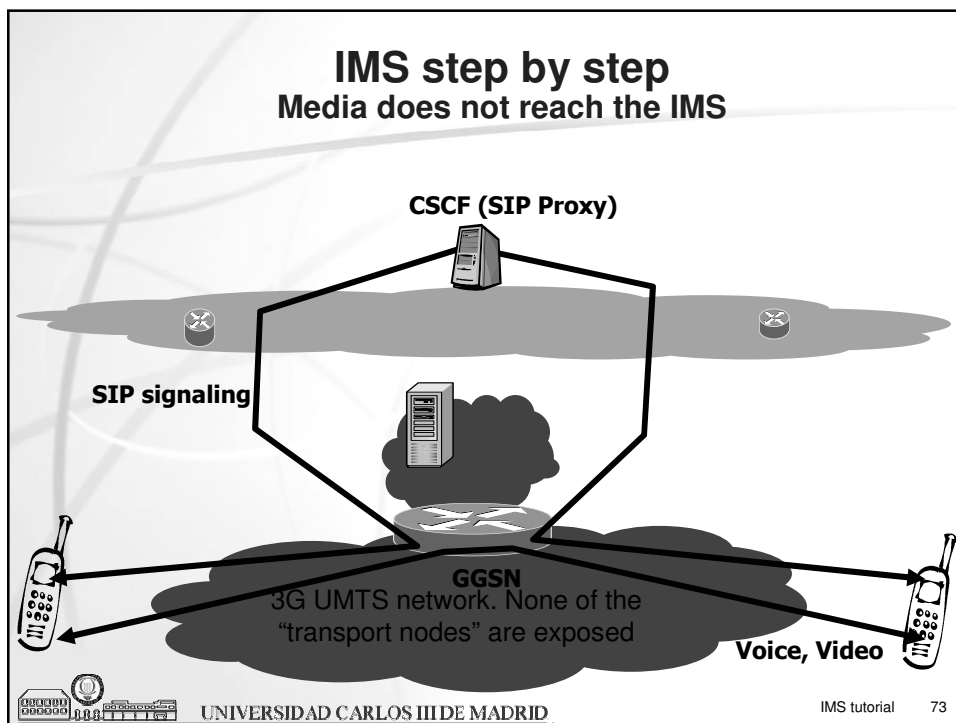 IMS step by step
Media does not reach the IMS
CSCF (SIP Proxy)
SIP signaling
GGSN
3G UMTS network. None of the
“transport nodes” are exposed
Voice, Video
UNIVERSIDAD CARLOS III DE MADRID
IMS tutorial 73